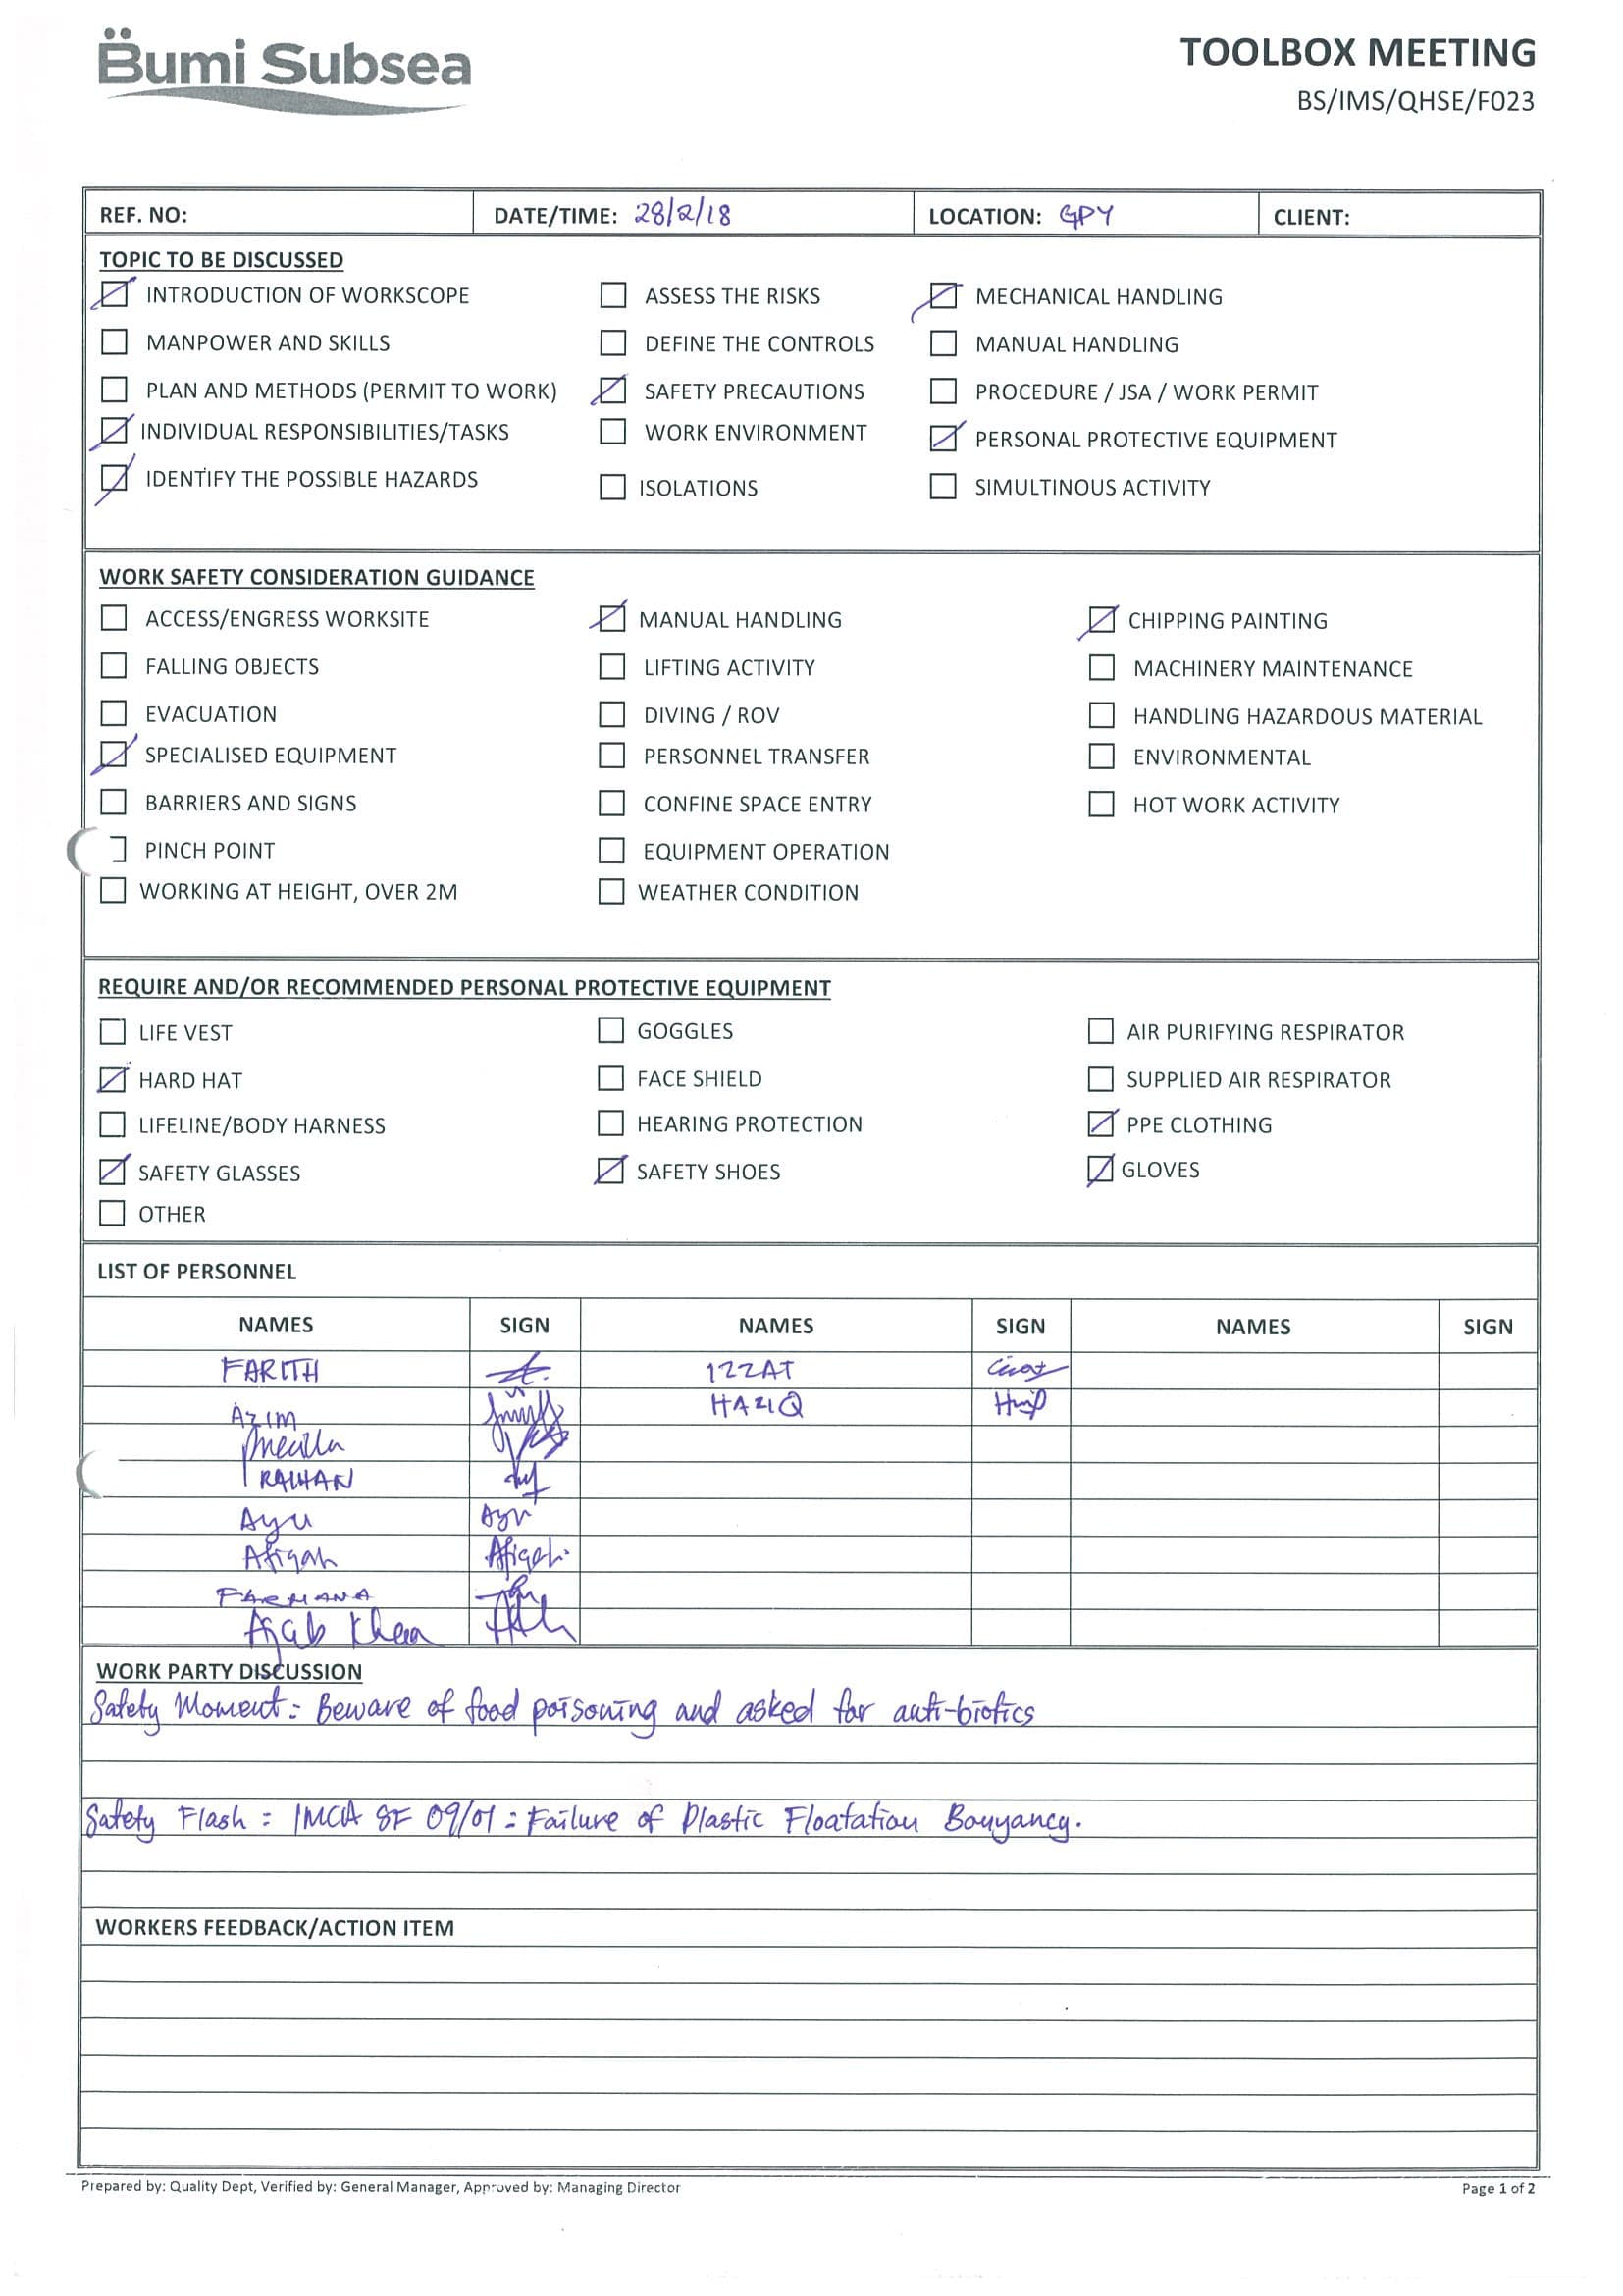 Bumi Subsea
TOOLBOX MEETING
BS/IMS/QHSE/F023
REF. NO: DATE/TIME: 28/2/18 LOCATION: GPY CLIENT:
TOPIC TO BE DISCUSSED
INTRODUCTION OF WORKSCOPE ASSESS THE RISKS MECHANICAL HANDLING
MANPOWER AND SKILLS DEFINE THE CONTROLS MANUAL HANDLING
PLAN AND METHODS (PERMIT TO WORK) SAFETY PRECAUTIONS PROCEDURE / JSA / WORK PERMIT
INDIVIDUAL RESPONSIBILITIES/TASKS WORK ENVIRONMENT PERSONAL PROTECTIVE EQUIPMENT
IDENTIFY THE POSSIBLE HAZARDS ISOLATIONS SIMULTINOUS ACTIVITY
WORK SAFETY CONSIDERATION GUIDANCE
ACCESS/ENGRESS WORKSITE MANUAL HANDLING CHIPPING PAINTING
FALLING OBJECTS LIFTING ACTIVITY MACHINERY MAINTENANCE
EVACUATION DIVING / ROV HANDLING HAZARDOUS MATERIAL
SPECIALISED EQUIPMENT PERSONNEL TRANSFER ENVIRONMENTAL
BARRIERS AND SIGNS CONFINE SPACE ENTRY HOT WORK ACTIVITY
PINCH POINT EQUIPMENT OPERATION
WORKING AT HEIGHT, OVER 2M WEATHER CONDITION
REQUIRE AND/OR RECOMMENDED PERSONAL PROTECTIVE EQUIPMENT
LIFE VEST GOGGLES AIR PURIFYING RESPIRATOR
HARD HAT FACE SHIELD SUPPLIED AIR RESPIRATOR
LIFELINE/BODY HARNESS HEARING PROTECTION PPE CLOTHING
SAFETY GLASSES SAFETY SHOES GLOVES
OTHER
LIST OF PERSONNEL
NAMES SIGN NAMES SIGN NAMES SIGN
FARITH IZZAT
AZIM HAZIQ
RAIHAN
Ayu Ayu
Afiqah Afiqah
FARHANA
Khan
WORK PARTY DISCUSSION
Safety Moment : Beware of food poisoning and asked for anti-biotics
Safety Flash : IMCA SF 09/01 : Failure of Plastic Floatation Bouyancy.
WORKERS FEEDBACK/ACTION ITEM
Prepared by: Quality Dept, Verified by: General Manager, Approved by: Managing Director Page 1 of 2